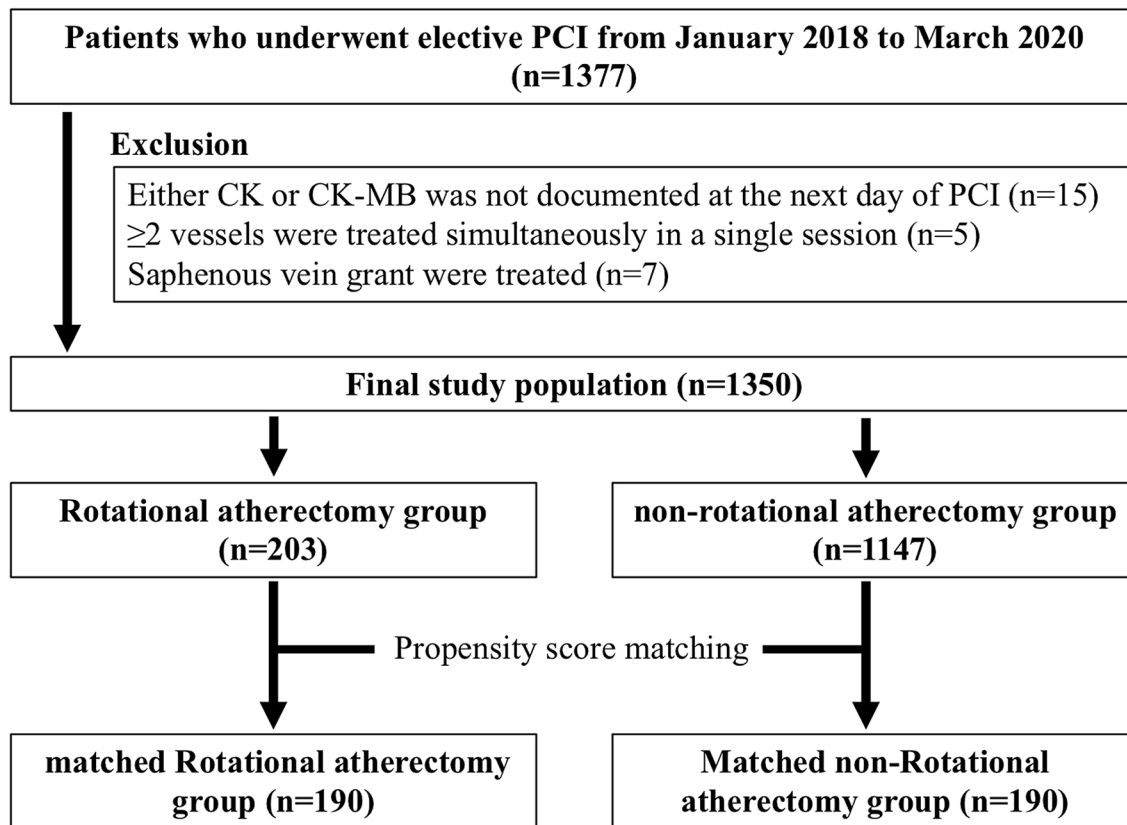 Patients who underwent elective PCI from January 2018 to March 2020
(n=1377)
Exclusion
Either CK or CK-MB was not documented at the next day of PCI (n=15)
≥2 vessels were treated simultaneously in a single session (n=5)
Saphenous vein grant were treated (n=7)
Final study population (n=1350)
Rotational atherectomy group
(n=203)
non-rotational atherectomy group
(n=1147)
Propensity score matching
matched Rotational atherectomy
group (n=190)
Matched non-Rotational
atherectomy group (n=190)